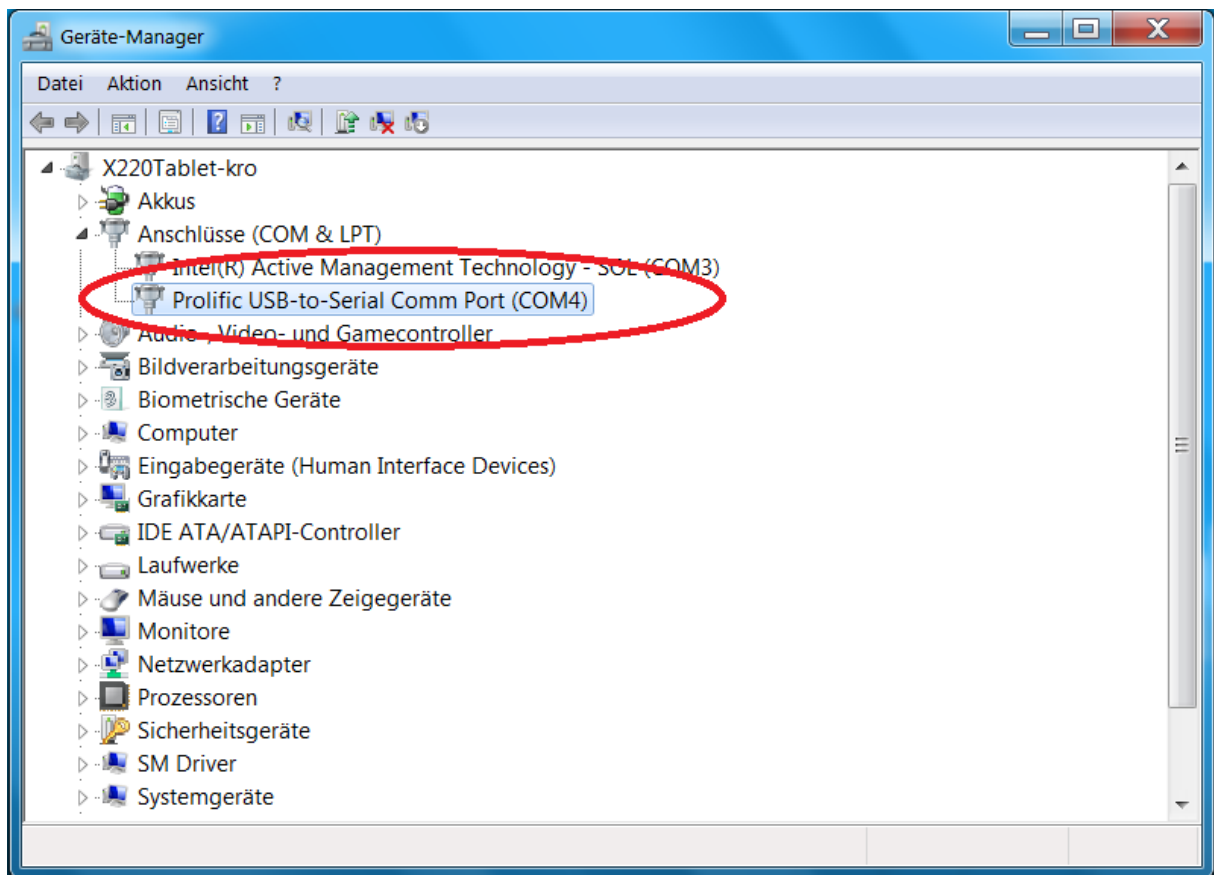 Geräte-Manager
Datei Aktion Ansicht ?
X220Tablet-kro
Akkus
Anschlüsse (COM & LPT)
Intel(R) Active Management Technology - SOL (COM3)
Prolific USB-to-Serial Comm Port (COM4)
Audio-, Video- und Gamecontroller
Bildverarbeitungsgeräte
Biometrische Geräte
Computer
Eingabegeräte (Human Interface Devices)
Grafikkarte
IDE ATA/ATAPI-Controller
Laufwerke
Mäuse und andere Zeigegeräte
Monitore
Netzwerkadapter
Prozessoren
Sicherheitsgeräte
SM Driver
Systemgeräte